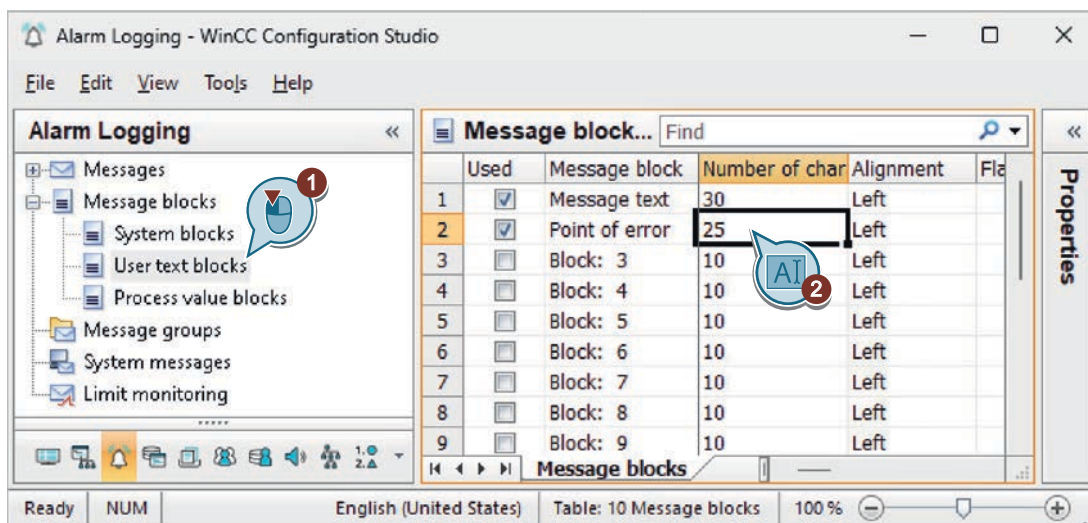 Alarm Logging - WinCC Configuration Studio
File Edit View Tools Help
Alarm Logging «
Messages
Message blocks
1
System blocks
User text blocks
Process value blocks
Message groups
System messages
Limit monitoring
Message block... Find
Used Message block Number of char Alignment Fla
1 Message text 30 Left
2 Point of error 25 Left
3 Block: 3 10 Left
4 Block: 4 10 Left
5 Block: 5 10 Left
6 Block: 6 10 Left
7 Block: 7 10 Left
8 Block: 8 10 Left
9 Block: 9 10 Left
AI
2
Message blocks
«
Properties
Ready NUM English (United States) Table: 10 Message blocks 100 %